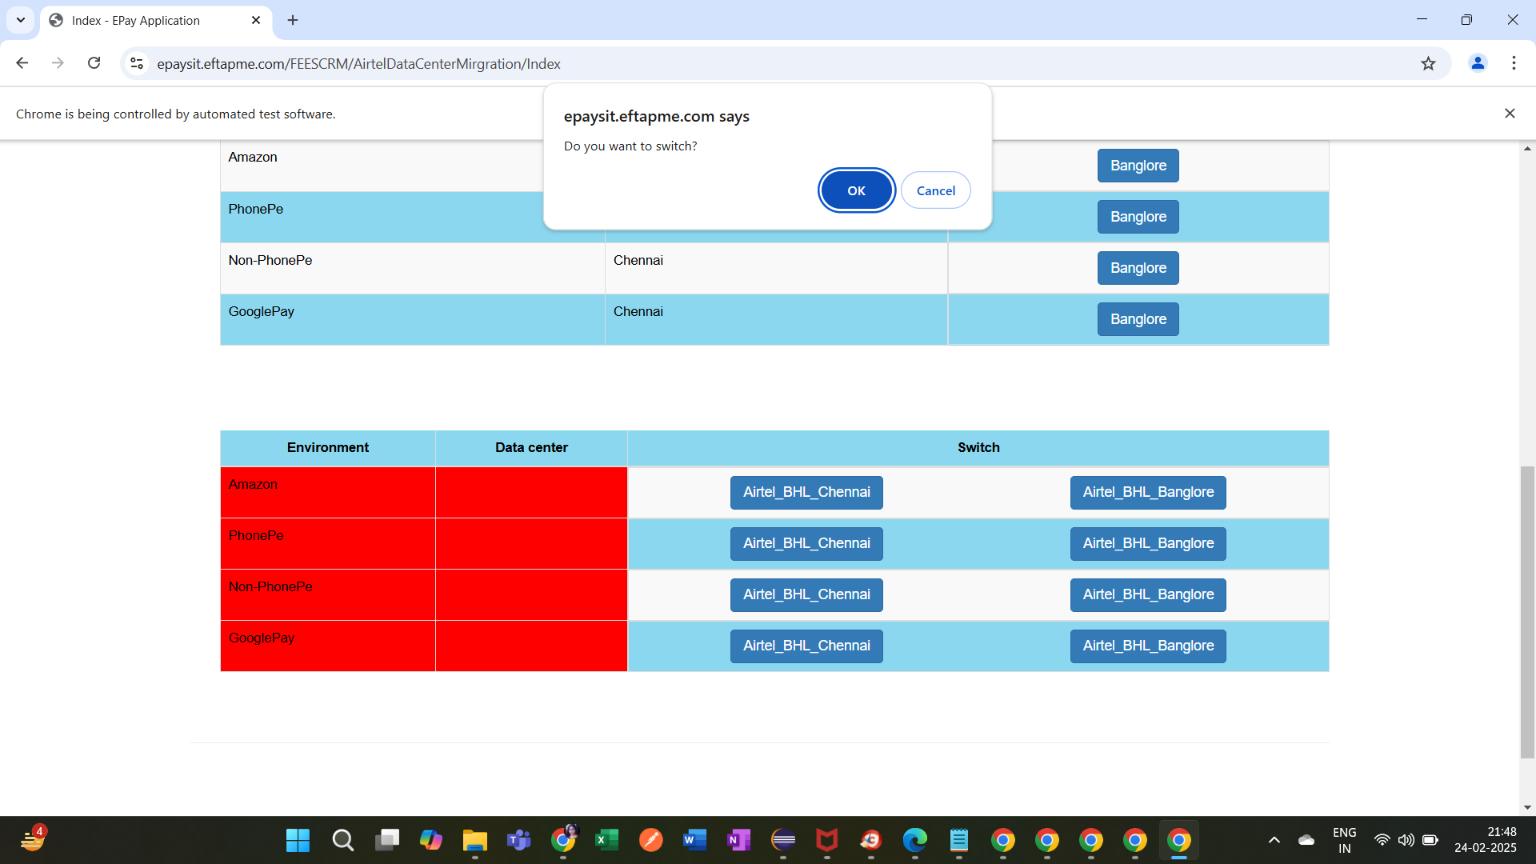 Index - EPay Application
epaysit.eftapme.com/FEESCRM/AirtelDataCenterMirgration/Index
Chrome is being controlled by automated test software.
epaysit.eftapme.com says
Do you want to switch?
OK Cancel
Amazon Banglore
PhonePe Banglore
Non-PhonePe Chennai Banglore
GooglePay Chennai Banglore
Environment Data center Switch
Amazon Airtel_BHL_Chennai Airtel_BHL_Banglore
PhonePe Airtel_BHL_Chennai Airtel_BHL_Banglore
Non-PhonePe Airtel_BHL_Chennai Airtel_BHL_Banglore
GooglePay Airtel_BHL_Chennai Airtel_BHL_Banglore
4
ENG
IN
21:48
24-02-2025